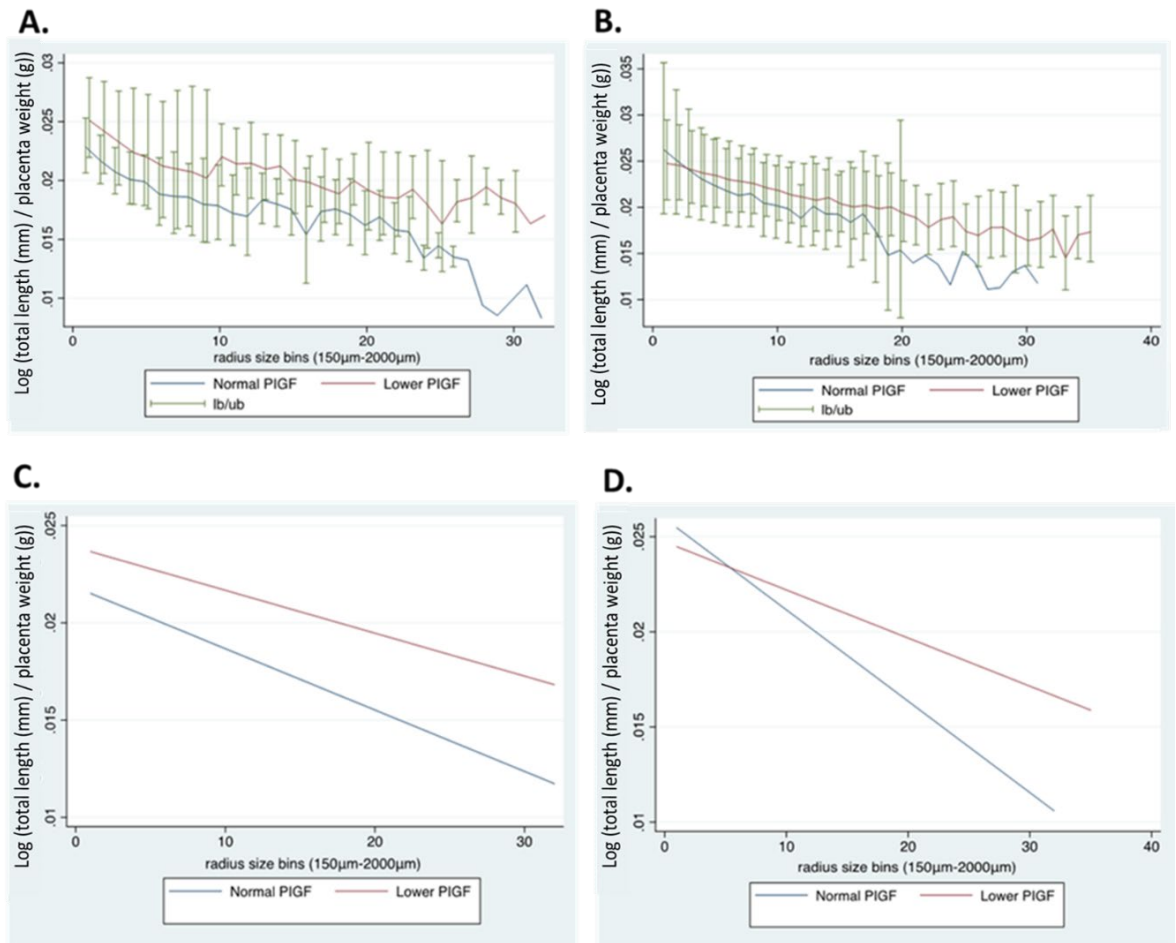 A.
Log (total length (mm) / placenta weight (g))
.03
.025
.02
.015
.01
0 10 20 30
radius size bins (150µm-2000µm)
Normal PIGF Lower PIGF
lb/ub
B.
Log (total length (mm) / placenta weight (g))
.035
.03
.025
.02
.015
.01
0 10 20 30 40
radius size bins (150µm-2000µm)
Normal PIGF Lower PIGF
lb/ub
C.
Log (total length (mm) / placenta weight (g))
.025
.02
.015
.01
0 10 20 30
radius size bins (150µm-2000µm)
Normal PIGF Lower PIGF
D.
Log (total length (mm) / placenta weight (g))
.025
.02
.015
.01
0 10 20 30 40
radius size bins (150µm-2000µm)
Normal PIGF Lower PIGF